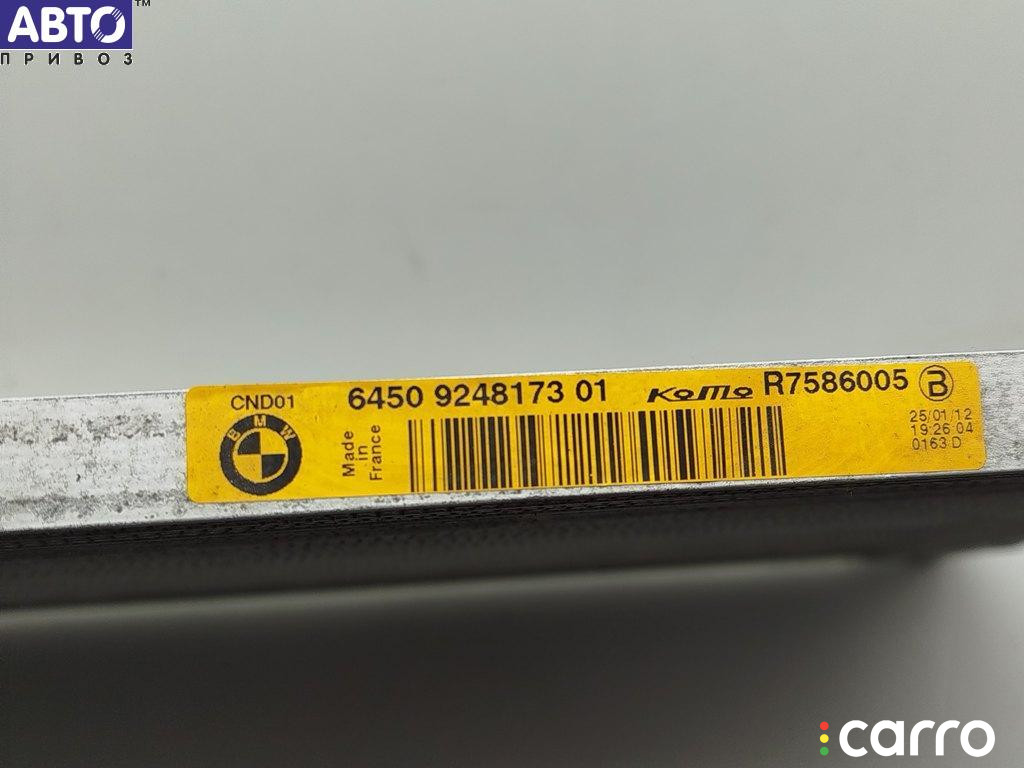 АВТО™
ПРИВОЗ
CND01
6450 9248173 01
KoMo
R7586005
B
BMW
Made
in
France
25/01/12
19:26 04
0163 D
carro